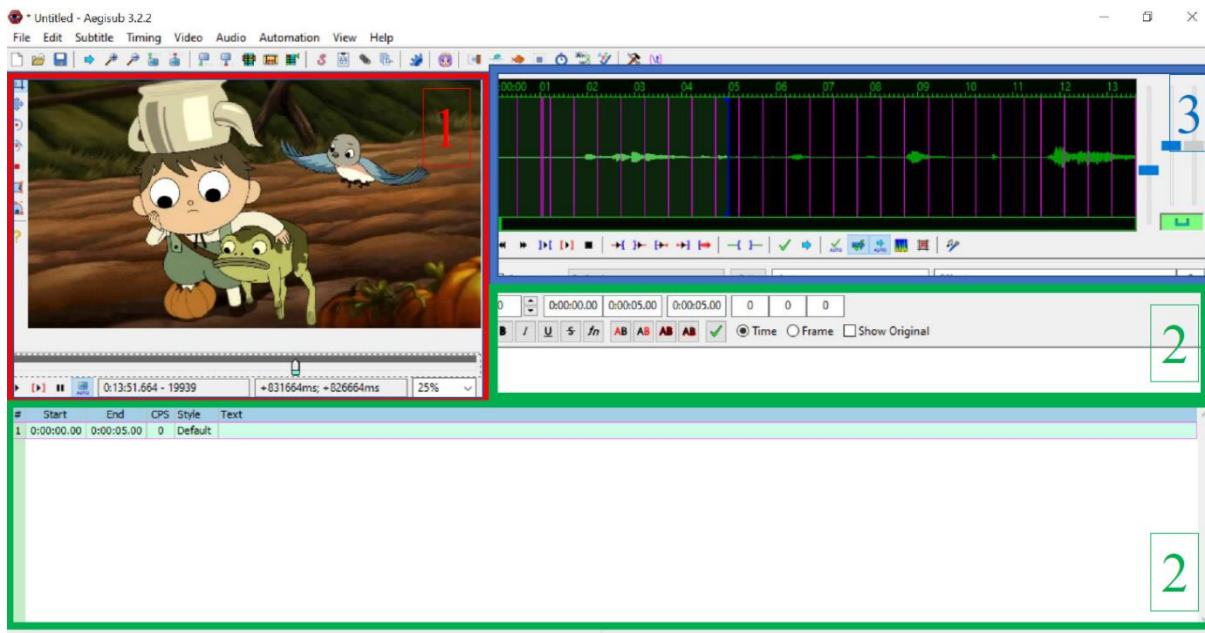 * Untitled - Aegisub 3.2.2
File Edit Subtitle Timing Video Audio Automation View Help
1
:00:00 01 02 03 04 05 06 07 08 09 10 11 12 13
3
0 0:00:00.00 0:00:05.00 0:00:05.00 0 0 0
B I U S fn AB AB AB AB Time Frame Show Original
2
0:13:51.664 - 19939 +831664ms; +826664ms 25%
# Start End CPS Style Text
1 0:00:00.00 0:00:05.00 0 Default
2